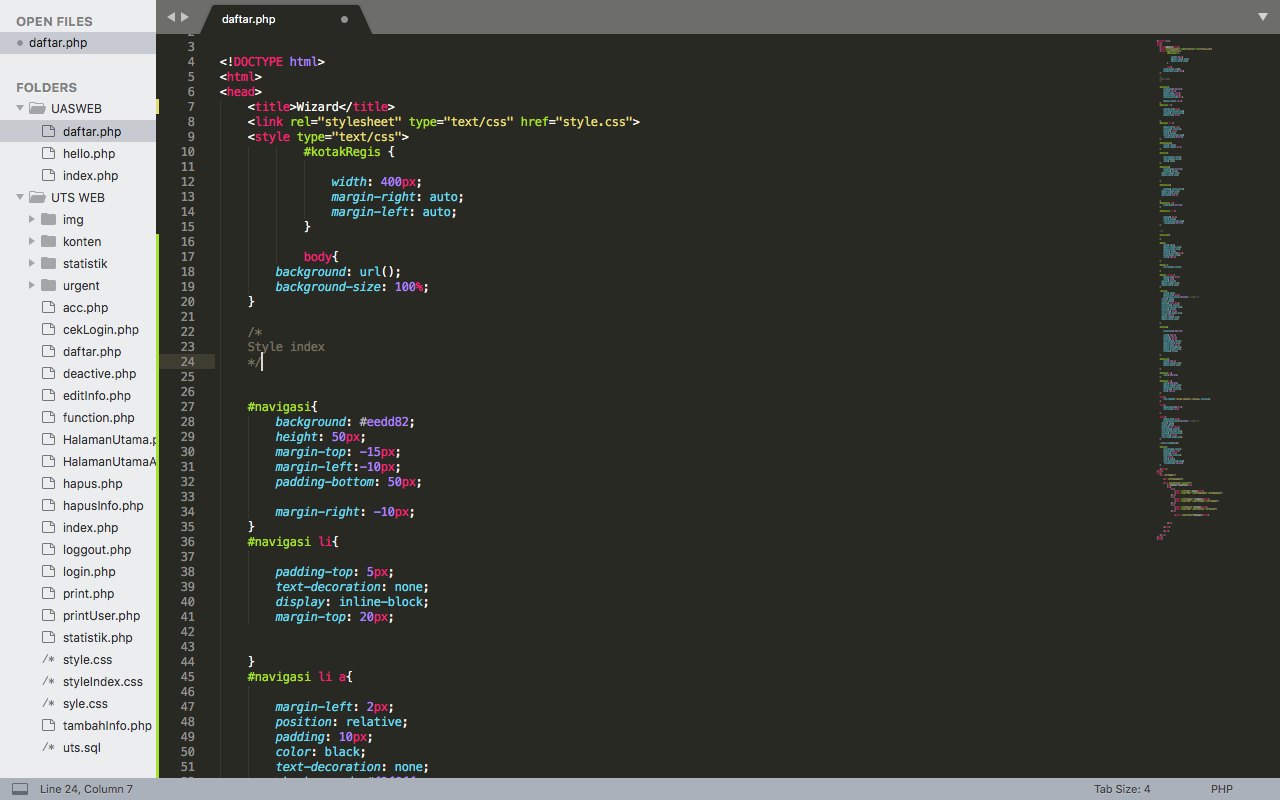 OPEN FILES
daftar.php
FOLDERS
UASWEB
daftar.php
hello.php
index.php
UTS WEB
img
konten
statistik
urgent
acc.php
cekLogin.php
daftar.php
deactive.php
editInfo.php
function.php
HalamanUtama.p
HalamanUtamaA
hapus.php
hapusInfo.php
index.php
loggout.php
login.php
print.php
printUser.php
statistik.php
/* style.css
/* styleIndex.css
/* syle.css
tambahInfo.php
/* uts.sql
daftar.php
3
4 <!DOCTYPE html>
5 <html>
6 <head>
7 <title>Wizard</title>
8 <link rel="stylesheet" type="text/css" href="style.css">
9 <style type="text/css">
10 #kotakRegis {
11
12 width: 400px;
13 margin-right: auto;
14 margin-left: auto;
15 }
16
17 body{
18 background: url();
19 background-size: 100%;
20 }
21
22 /*
23 Style index
24 */
25
26
27 #navigasi{
28 background: #eedd82;
29 height: 50px;
30 margin-top: -15px;
31 margin-left:-10px;
32 padding-bottom: 50px;
33
34 margin-right: -10px;
35 }
36 #navigasi li{
37
38 padding-top: 5px;
39 text-decoration: none;
40 display: inline-block;
41 margin-top: 20px;
42
43
44 }
45 #navigasi li a{
46
47 margin-left: 2px;
48 position: relative;
49 padding: 10px;
50 color: black;
51 text-decoration: none;
Line 24, Column 7
Tab Size: 4
PHP